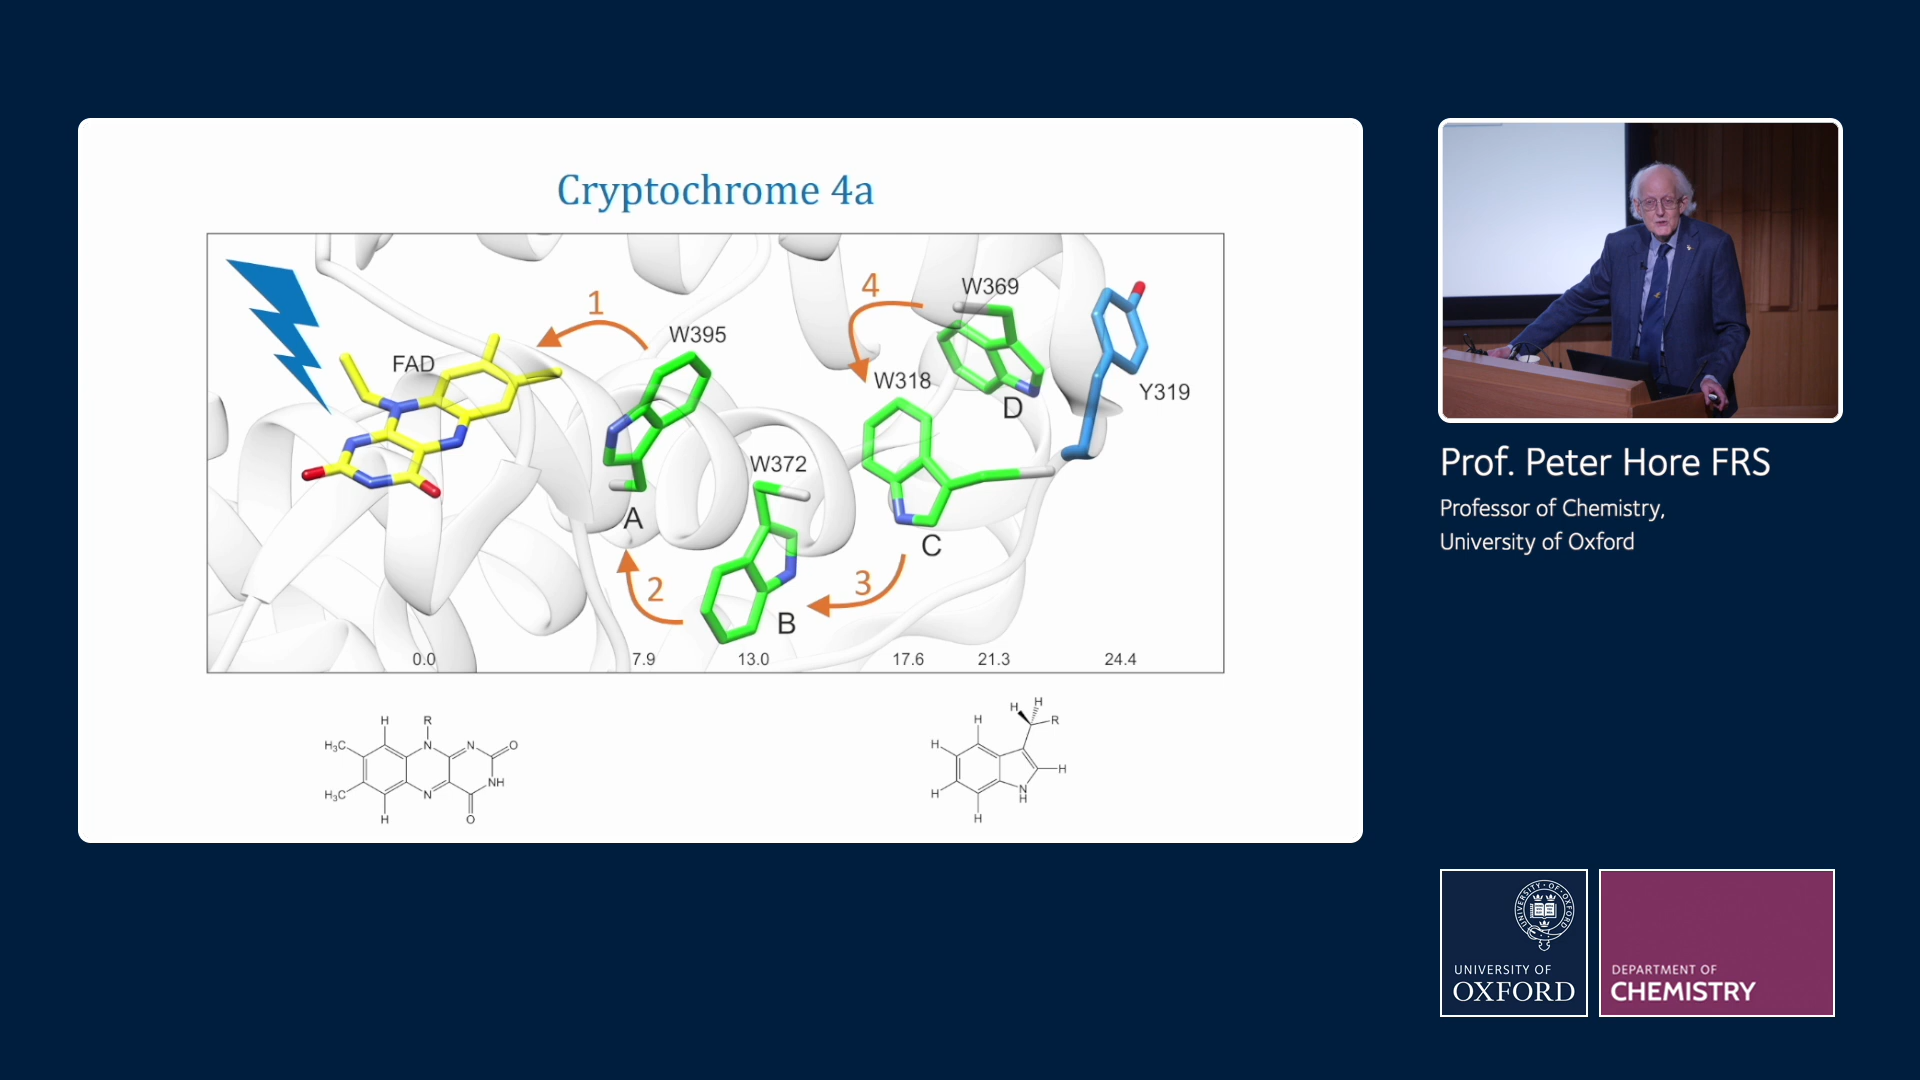 Cryptochrome 4a
1
4
W369
W395
FAD
W318
D
Y319
W372
A
C
2
3
B
0.0
7.9
13.0
17.6
21.3
24.4
H
R
H₃C
N
N
O
NH
H₃C
N
H
O
H
H
H
R
H
H
H
N
H
H
Prof. Peter Hore FRS
Professor of Chemistry,
University of Oxford
UNIVERSITY OF
OXFORD
DEPARTMENT OF
CHEMISTRY